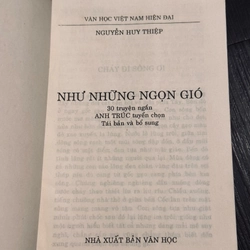 VĂN HỌC VIỆT NAM HIỆN ĐẠI
NGUYỄN HUY THIỆP
NHƯ NHỮNG NGỌN GIÓ
30 truyện ngắn
ANH TRÚC tuyển chọn
Tái bản và bổ sung
NHÀ XUẤT BẢN VĂN HỌC